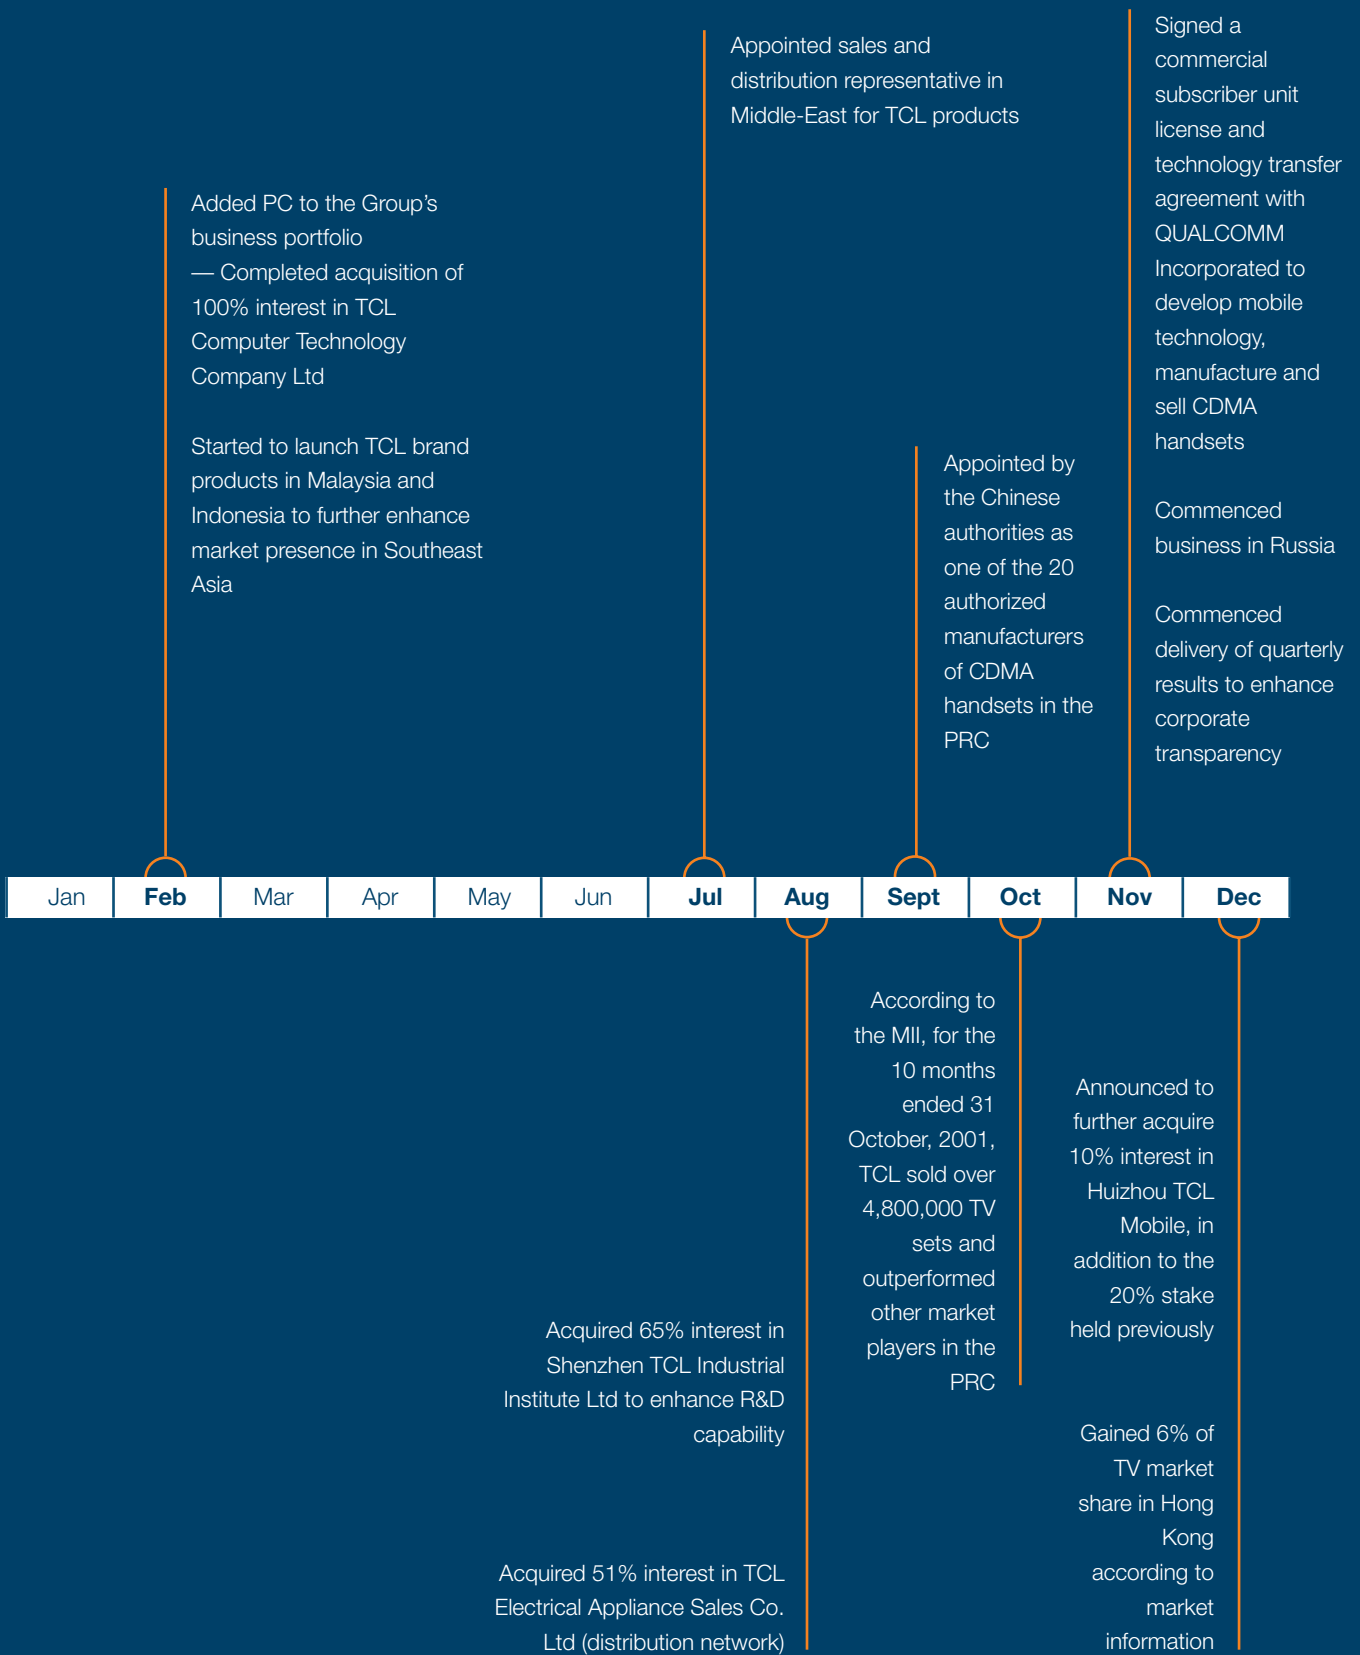 Added PC to the Group's
business portfolio
— Completed acquisition of
100% interest in TCL
Computer Technology
Company Ltd
Started to launch TCL brand
products in Malaysia and
Indonesia to further enhance
market presence in Southeast
Asia
Appointed sales and
distribution representative in
Middle-East for TCL products
Appointed by
the Chinese
authorities as
one of the 20
authorized
manufacturers
of CDMA
handsets in the
PRC
Signed a
commercial
subscriber unit
license and
technology transfer
agreement with
QUALCOMM
Incorporated to
develop mobile
technology,
manufacture and
sell CDMA
handsets
Commenced
business in Russia
Commenced
delivery of quarterly
results to enhance
corporate
transparency
Jan Feb Mar Apr May Jun Jul Aug Sept Oct Nov Dec
Acquired 65% interest in
Shenzhen TCL Industrial
Institute Ltd to enhance R&D
capability
Acquired 51% interest in TCL
Electrical Appliance Sales Co.
Ltd (distribution network)
According to
the MII, for the
10 months
ended 31
October, 2001,
TCL sold over
4,800,000 TV
sets and
outperformed
other market
players in the
PRC
Announced to
further acquire
10% interest in
Huizhou TCL
Mobile, in
addition to the
20% stake
held previously
Gained 6% of
TV market
share in Hong
Kong
according to
market
information